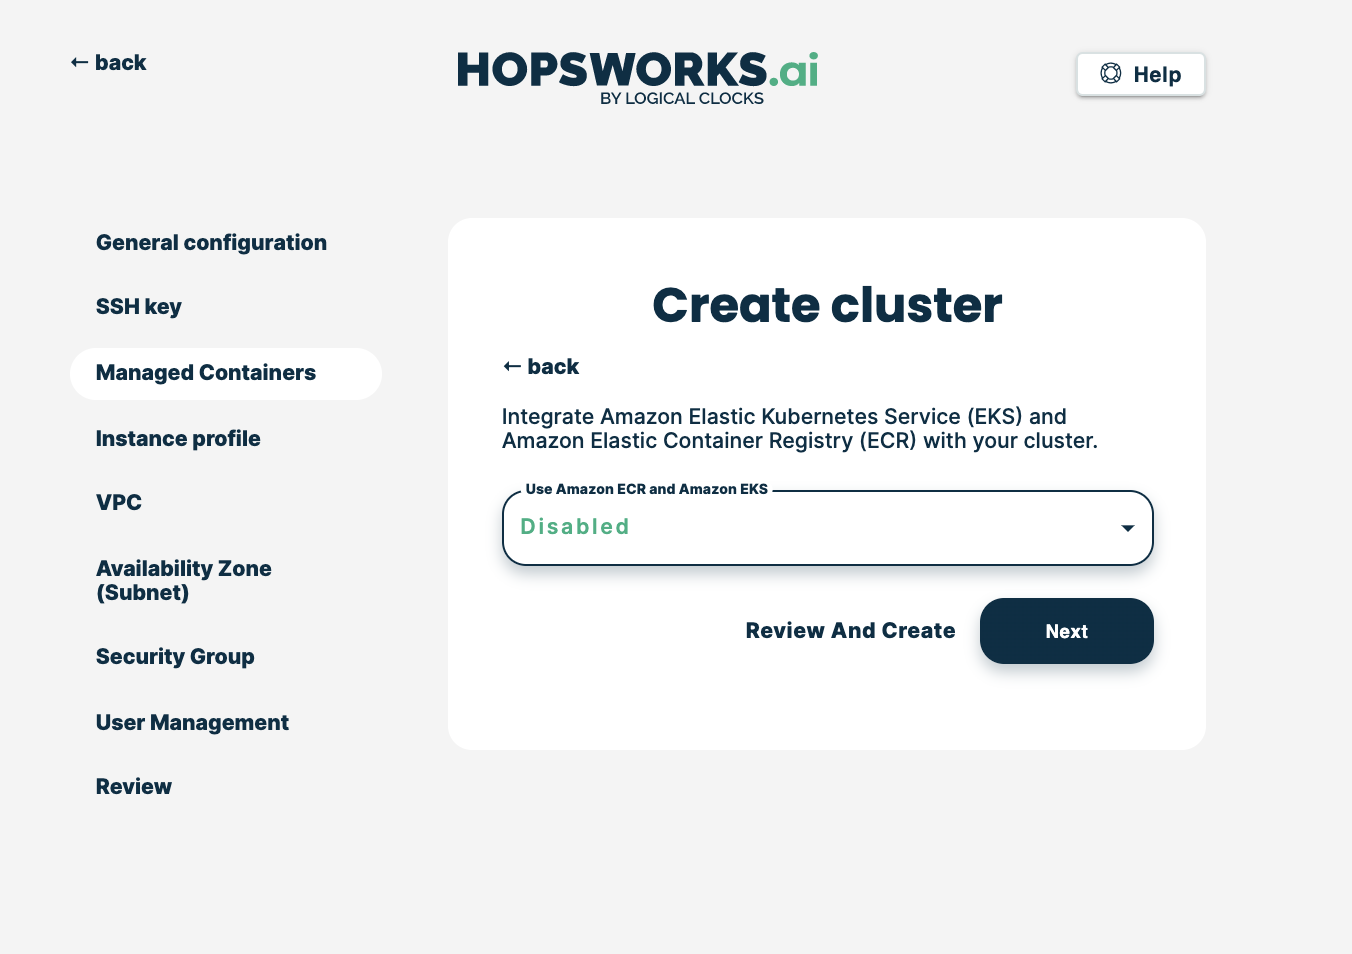 ← back
HOPSWORKS.ai
BY LOGICAL CLOCKS
Help
General configuration
SSH key
Managed Containers
Instance profile
VPC
Availability Zone
(Subnet)
Security Group
User Management
Review
Create cluster
← back
Integrate Amazon Elastic Kubernetes Service (EKS) and
Amazon Elastic Container Registry (ECR) with your cluster.
Use Amazon ECR and Amazon EKS
Disabled
Review And Create
Next